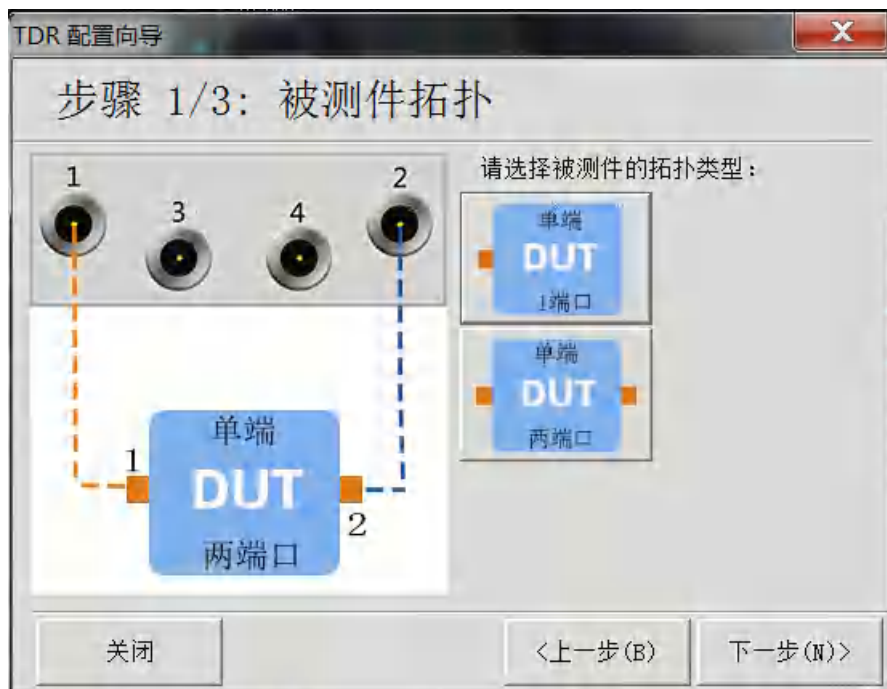 TDR 配置向导
步骤 1/3: 被测件拓扑
1
2
3
4
单端
1
DUT
2
两端口
请选择被测件的拓扑类型：
单端
DUT
1端口
单端
DUT
两端口
关闭
<上一步(B)
下一步(N)>